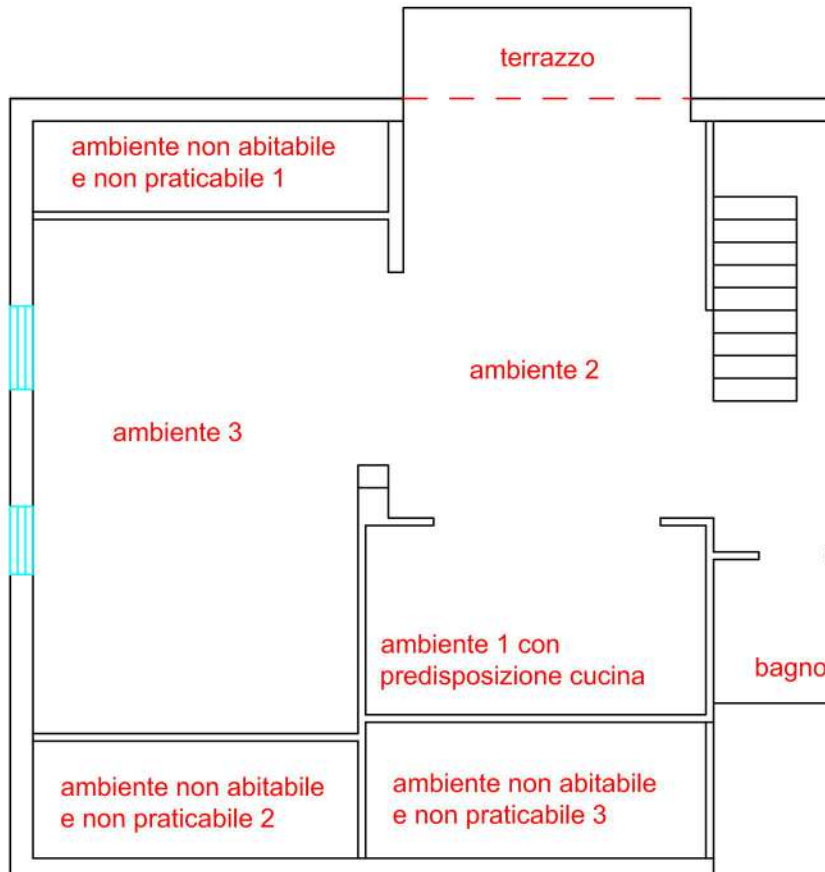 terrazzo
ambiente non abitabile
e non praticabile 1
ambiente 2
ambiente 3
ambiente 1 con
predisposizione cucina
bagno
ambiente non abitabile
e non praticabile 2
ambiente non abitabile
e non praticabile 3